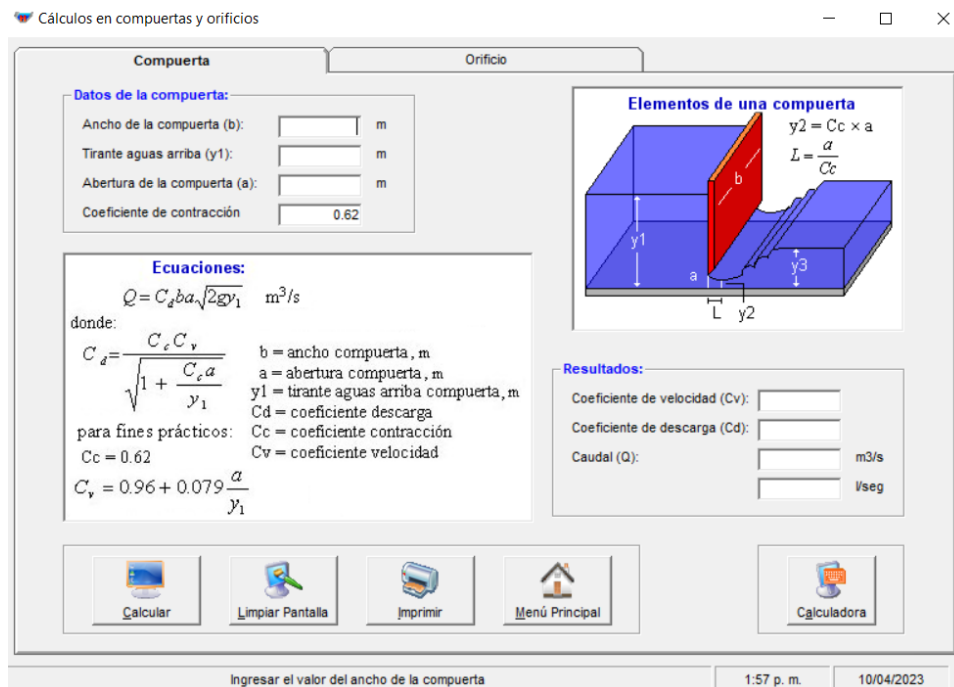 Cálculos en compuertas y orificios
Compuerta
Orificio
Datos de la compuerta:
Ancho de la compuerta (b): m
Tirante aguas arriba (y1): m
Abertura de la compuerta (a): m
Coeficiente de contracción 0.62
Elementos de una compuerta
y2 = Cc × a
L = a/Cc
b
y1
a
y3
L y2
Ecuaciones:
Q = C_d ba√(2gy₁) m³/s
donde:
C_d = C_c C_v / √(1 + C_c a / y₁)
b = ancho compuerta, m
a = abertura compuerta, m
y1 = tirante aguas arriba compuerta, m
Cd = coeficiente descarga
para fines prácticos: Cc = coeficiente contracción
Cc = 0.62 Cv = coeficiente velocidad
C_v = 0.96 + 0.079 a/y₁
Resultados:
Coeficiente de velocidad (Cv):
Coeficiente de descarga (Cd):
Caudal (Q): m3/s
l/seg
Calcular
Limpiar Pantalla
Imprimir
Menú Principal
Calculadora
Ingresar el valor del ancho de la compuerta
1:57 p. m.
10/04/2023